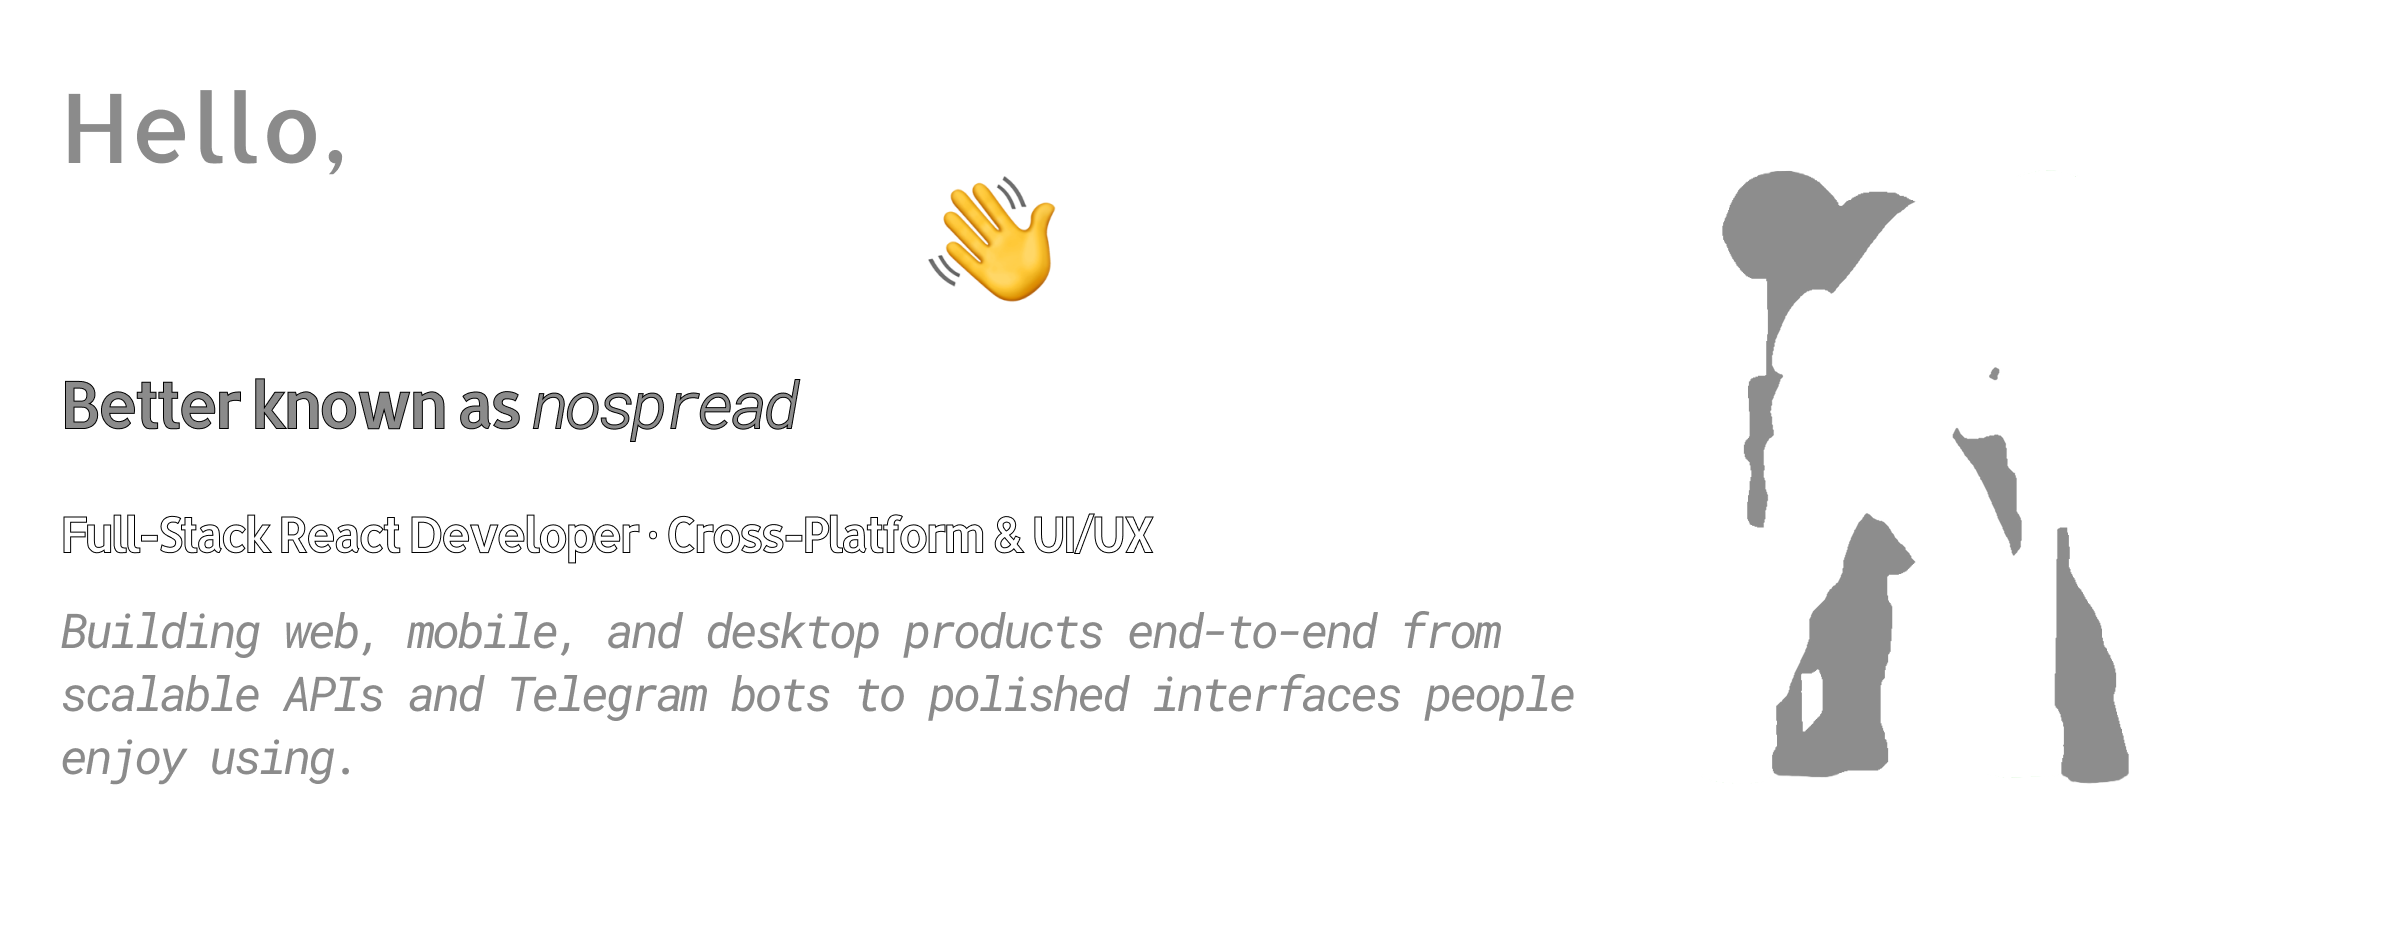 Hello,
👋
Better known as nospread
Full-Stack React Developer · Cross-Platform & UI/UX
Building web, mobile, and desktop products end-to-end from
scalable APIs and Telegram bots to polished interfaces people
enjoy using.